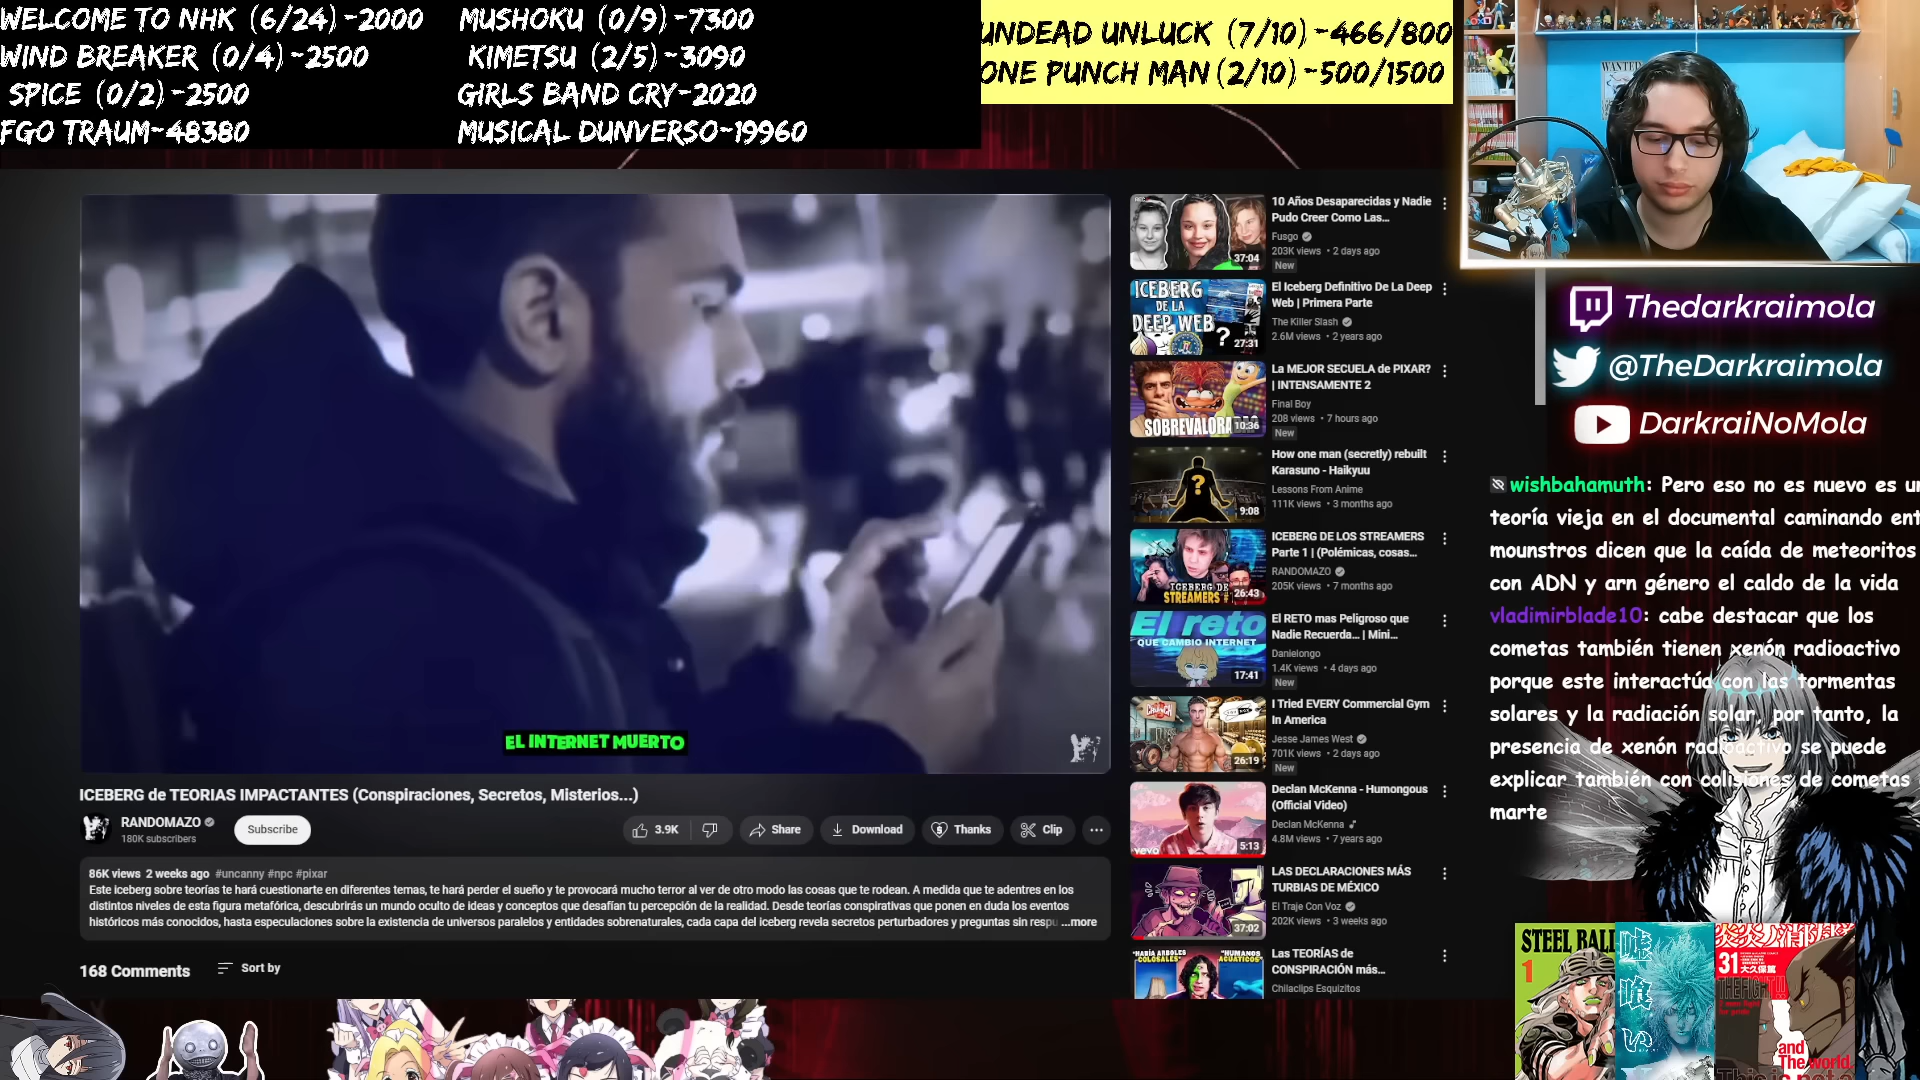 WELCOME TO NHK (6/24) -2000
WIND BREAKER (0/4) -2500
SPICE (0/2) -2500
FGO TRAUM-48380
MUSHOKU (0/9) -7300
KIMETSU (2/5) -3090
GIRLS BAND CRY-2020
MUSICAL DUNVERSO-19960
UNDEAD UNLUCK (7/10) -466/800
ONE PUNCH MAN (2/10) -500/1500
WANTED
EL INTERNET MUERTO
ICEBERG de TEORIAS IMPACTANTES (Conspiraciones, Secretos, Misterios...)
RANDOMAZO
180K subscribers
Subscribe
3.9K
Share
Download
Thanks
Clip
86K views 2 weeks ago #uncanny #npc #pixar
Este iceberg sobre teorías te hará cuestionarte en diferentes temas, te hará perder el sueño y te provocará mucho terror al ver de otro modo las cosas que te rodean. A medida que te adentres en los
distintos niveles de esta figura metafórica, descubrirás un mundo oculto de ideas y conceptos que desafían tu percepción de la realidad. Desde teorías conspirativas que ponen en duda los eventos
históricos más conocidos, hasta especulaciones sobre la existencia de universos paralelos y entidades sobrenaturales, cada capa del iceberg revela secretos perturbadores y preguntas sin respu ...more
168 Comments
Sort by
37:04
10 Años Desaparecidas y Nadie
Pudo Creer Como Las...
Fusgo
203K views • 2 days ago
New
ICEBERG
DE LA
DEEP WEB
?
27:31
El Iceberg Definitivo De La Deep
Web | Primera Parte
The Killer Slash
2.6M views • 2 years ago
SOBREVALORA
10:36
La MEJOR SECUELA de PIXAR?
| INTENSAMENTE 2
Final Boy
208 views • 7 hours ago
New
?
9:08
How one man (secretly) rebuilt
Karasuno - Haikyuu
Lessons From Anime
111K views • 3 months ago
ICEBERG DE
STREAMERS
26:43
ICEBERG DE LOS STREAMERS
Parte 1 | (Polémicas, cosas...
RANDOMAZO
205K views • 7 months ago
El reto
QUE CAMBIO INTERNET
17:41
El RETO mas Peligroso que
Nadie Recuerda... | Mini...
Danielongo
1.4K views • 4 days ago
New
26:19
I Tried EVERY Commercial Gym
In America
Jesse James West
701K views • 2 days ago
New
vevo
5:13
Declan McKenna - Humongous
(Official Video)
Declan McKenna
4.8M views • 7 years ago
37:02
LAS DECLARACIONES MÁS
TURBIAS DE MÉXICO
El Traje Con Voz
202K views • 3 weeks ago
"HABÍA ARBOLES
COLOSALES"
"HUMANOS
ACUATICOS"
Las TEORÍAS de
CONSPIRACIÓN más...
Chilaclips Esquizitos
Thedarkraimola
@TheDarkraimola
DarkraiNoMola
wishbahamuth: Pero eso no es nuevo es un
teoría vieja en el documental caminando ent
mounstros dicen que la caída de meteoritos
con ADN y arn género el caldo de la vida
vladimirblade10: cabe destacar que los
cometas también tienen xenón radioactivo
porque este interactúa con las tormentas
solares y la radiación solar, por tanto, la
presencia de xenón radioactivo se puede
explicar también con colisiones de cometas
marte
STEEL BALL
1
嘘喰い
31
大久保篤
THE FIGHT!!
and
The world.